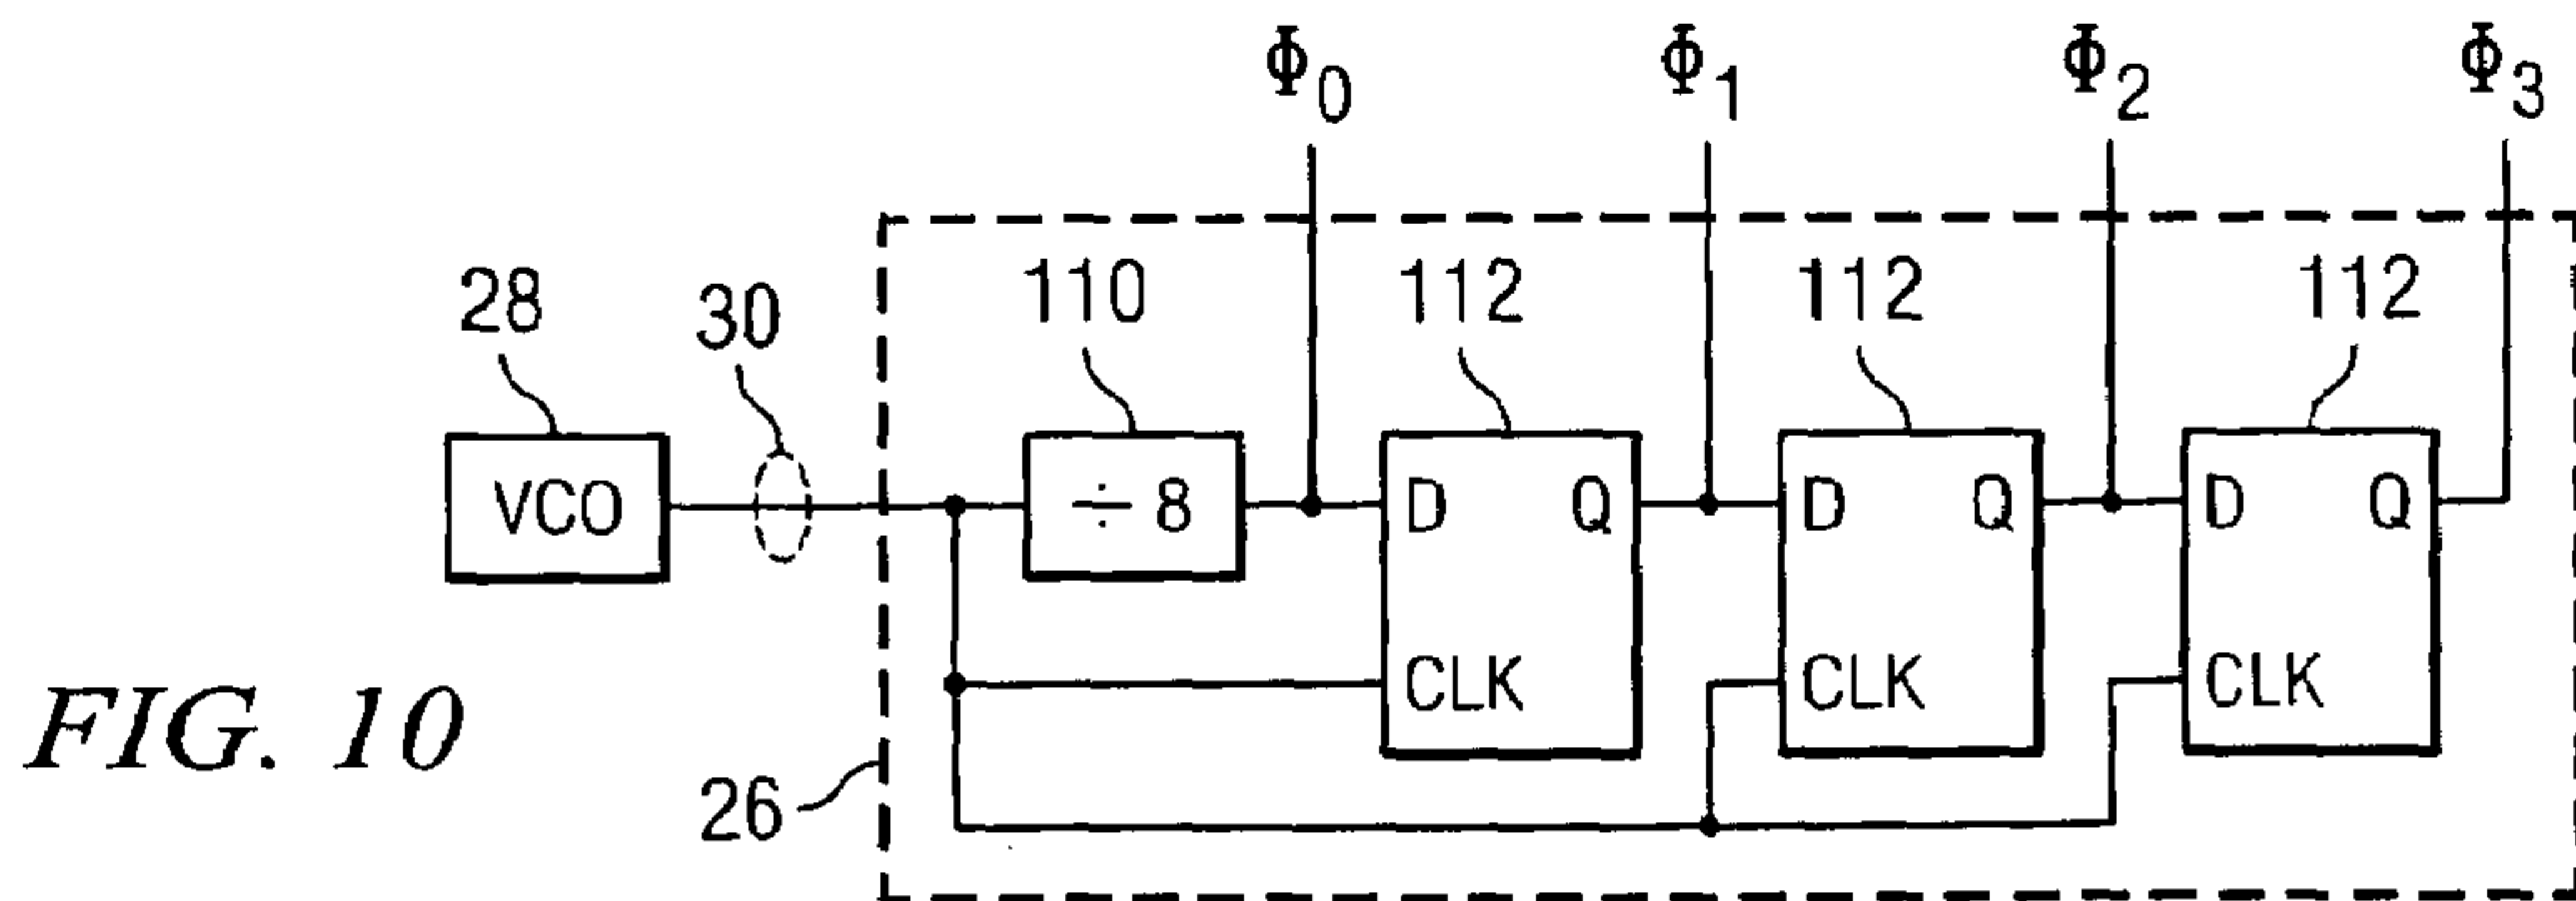 Φ0 Φ1 Φ2 Φ3
28 30 110 112 112 112
VCO ÷ 8 D Q D Q D Q
CLK CLK CLK
FIG. 10
26